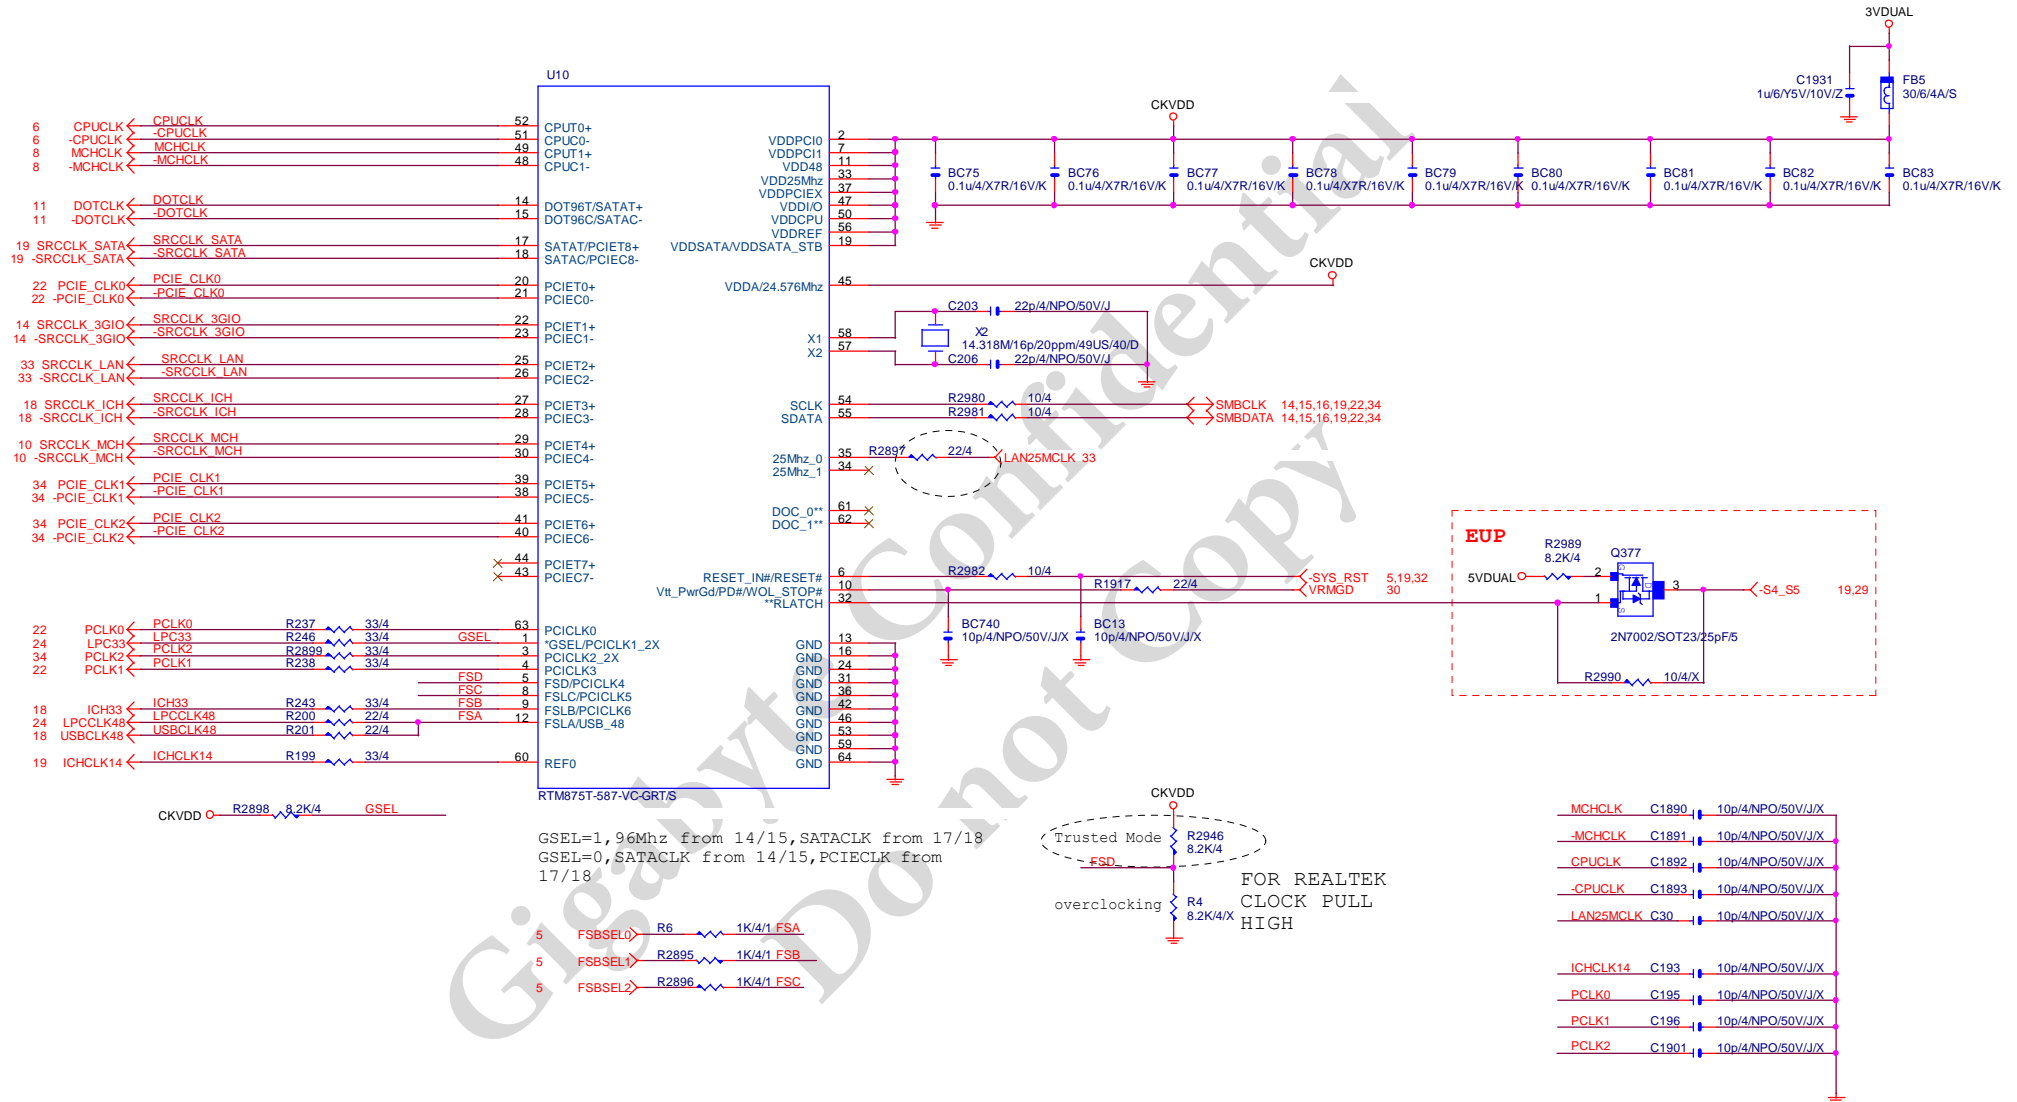 3VDUAL
C1931
1u/6/Y5V/10V/Z
FB5
30/6/4A/S
CKVDD
BC75
0.1u/4/X7R/16V/K
BC76
0.1u/4/X7R/16V/K
BC77
0.1u/4/X7R/16V/K
BC78
0.1u/4/X7R/16V/K
BC79
0.1u/4/X7R/16V/K
BC80
0.1u/4/X7R/16V/K
BC81
0.1u/4/X7R/16V/K
BC82
0.1u/4/X7R/16V/K
BC83
0.1u/4/X7R/16V/K
U10
6 CPUCLK CPUCLK 52 CPUT0+
6 -CPUCLK -CPUCLK 51 CPUC0-
8 MCHCLK MCHCLK 49 CPUT1+
8 -MCHCLK -MCHCLK 48 CPUC1-
11 DOTCLK DOTCLK 14 DOT96T/SATAT+
11 -DOTCLK -DOTCLK 15 DOT96C/SATAC-
19 SRCCLK_SATA SRCCLK_SATA 17 SATAT/PCIET8+
19 -SRCCLK_SATA -SRCCLK_SATA 18 SATAC/PCIEC8-
22 PCIE_CLK0 PCIE_CLK0 20 PCIET0+
22 -PCIE_CLK0 -PCIE_CLK0 21 PCIEC0-
14 SRCCLK_3GIO SRCCLK_3GIO 22 PCIET1+
14 -SRCCLK_3GIO -SRCCLK_3GIO 23 PCIEC1-
33 SRCCLK_LAN SRCCLK_LAN 25 PCIET2+
33 -SRCCLK_LAN -SRCCLK_LAN 26 PCIEC2-
18 SRCCLK_ICH SRCCLK_ICH 27 PCIET3+
18 -SRCCLK_ICH -SRCCLK_ICH 28 PCIEC3-
10 SRCCLK_MCH SRCCLK_MCH 29 PCIET4+
10 -SRCCLK_MCH -SRCCLK_MCH 30 PCIEC4-
34 PCIE_CLK1 PCIE_CLK1 39 PCIET5+
34 -PCIE_CLK1 -PCIE_CLK1 38 PCIEC5-
34 PCIE_CLK2 PCIE_CLK2 41 PCIET6+
34 -PCIE_CLK2 -PCIE_CLK2 40 PCIEC6-
44 PCIET7+
43 PCIEC7-
22 PCLK0 PCLK0 R237 33/4 63 PCICLK0
24 LPC33 LPC33 R246 33/4 GSEL 1 *GSEL/PCICLK1_2X
34 PCLK2 PCLK2 R2899 33/4 3 PCICLK2_2X
22 PCLK1 PCLK1 R238 33/4 4 PCICLK3
FSD 5 FSD/PCICLK4
FSC 8 FSLC/PCICLK5
18 ICH33 ICH33 R243 33/4 FSB 9 FSLB/PCICLK6
24 LPCCLK48 LPCCLK48 R200 22/4 FSA 12 FSLA/USB_48
18 USBCLK48 USBCLK48 R201 22/4
19 ICHCLK14 ICHCLK14 R199 33/4 60 REF0
VDDPCI0 2
VDDPCI1 7
VDD48 11
VDD25Mhz 33
VDDPCIEX 37
VDDI/O 47
VDDCPU 50
VDDREF 56
VDDSATA/VDDSATA_STB 19
VDDA/24.576Mhz 45 CKVDD
C203 22p/4/NPO/50V/J
X1 58
X2 57
X2
14.318M/16p/20ppm/49US/40/D
C206 22p/4/NPO/50V/J
SCLK 54 R2980 10/4 SMBCLK 14,15,16,19,22,34
SDATA 55 R2981 10/4 SMBDATA 14,15,16,19,22,34
25Mhz_0 35 R2897 22/4 LAN25MCLK 33
25Mhz_1 34
DOC_0** 61
DOC_1** 62
RESET_IN#/RESET# 6 R2982 10/4 -SYS_RST 5,19,32
Vtt_PwrGd/PD#/WOL_STOP# 10 R1917 22/4 VRMGD 30
**RLATCH 32
BC740
10p/4/NPO/50V/J/X
BC13
10p/4/NPO/50V/J/X
GND 13
GND 16
GND 24
GND 31
GND 36
GND 42
GND 46
GND 53
GND 59
GND 64
RTM875T-587-VC-GRT/S
EUP
R2989
8.2K/4
Q377
5VDUAL
2
1
3
G
D
S
-S4_S5 19,29
2N7002/SOT23/25pF/5
R2990 10/4/X
CKVDD R2898 8.2K/4 GSEL
GSEL=1,96Mhz from 14/15,SATACLK from 17/18
GSEL=0,SATACLK from 14/15,PCIECLK from
17/18
5 FSBSEL0 R6 1K/4/1 FSA
5 FSBSEL1 R2895 1K/4/1 FSB
5 FSBSEL2 R2896 1K/4/1 FSC
CKVDD
Trusted Mode
R2946
8.2K/4
FSD
overclocking
R4
8.2K/4/X
FOR REALTEK
CLOCK PULL
HIGH
MCHCLK C1890 10p/4/NPO/50V/J/X
-MCHCLK C1891 10p/4/NPO/50V/J/X
CPUCLK C1892 10p/4/NPO/50V/J/X
-CPUCLK C1893 10p/4/NPO/50V/J/X
LAN25MCLK C30 10p/4/NPO/50V/J/X
ICHCLK14 C193 10p/4/NPO/50V/J/X
PCLK0 C195 10p/4/NPO/50V/J/X
PCLK1 C196 10p/4/NPO/50V/J/X
PCLK2 C1901 10p/4/NPO/50V/J/X
Gigabyte Confidential
Do not Copy